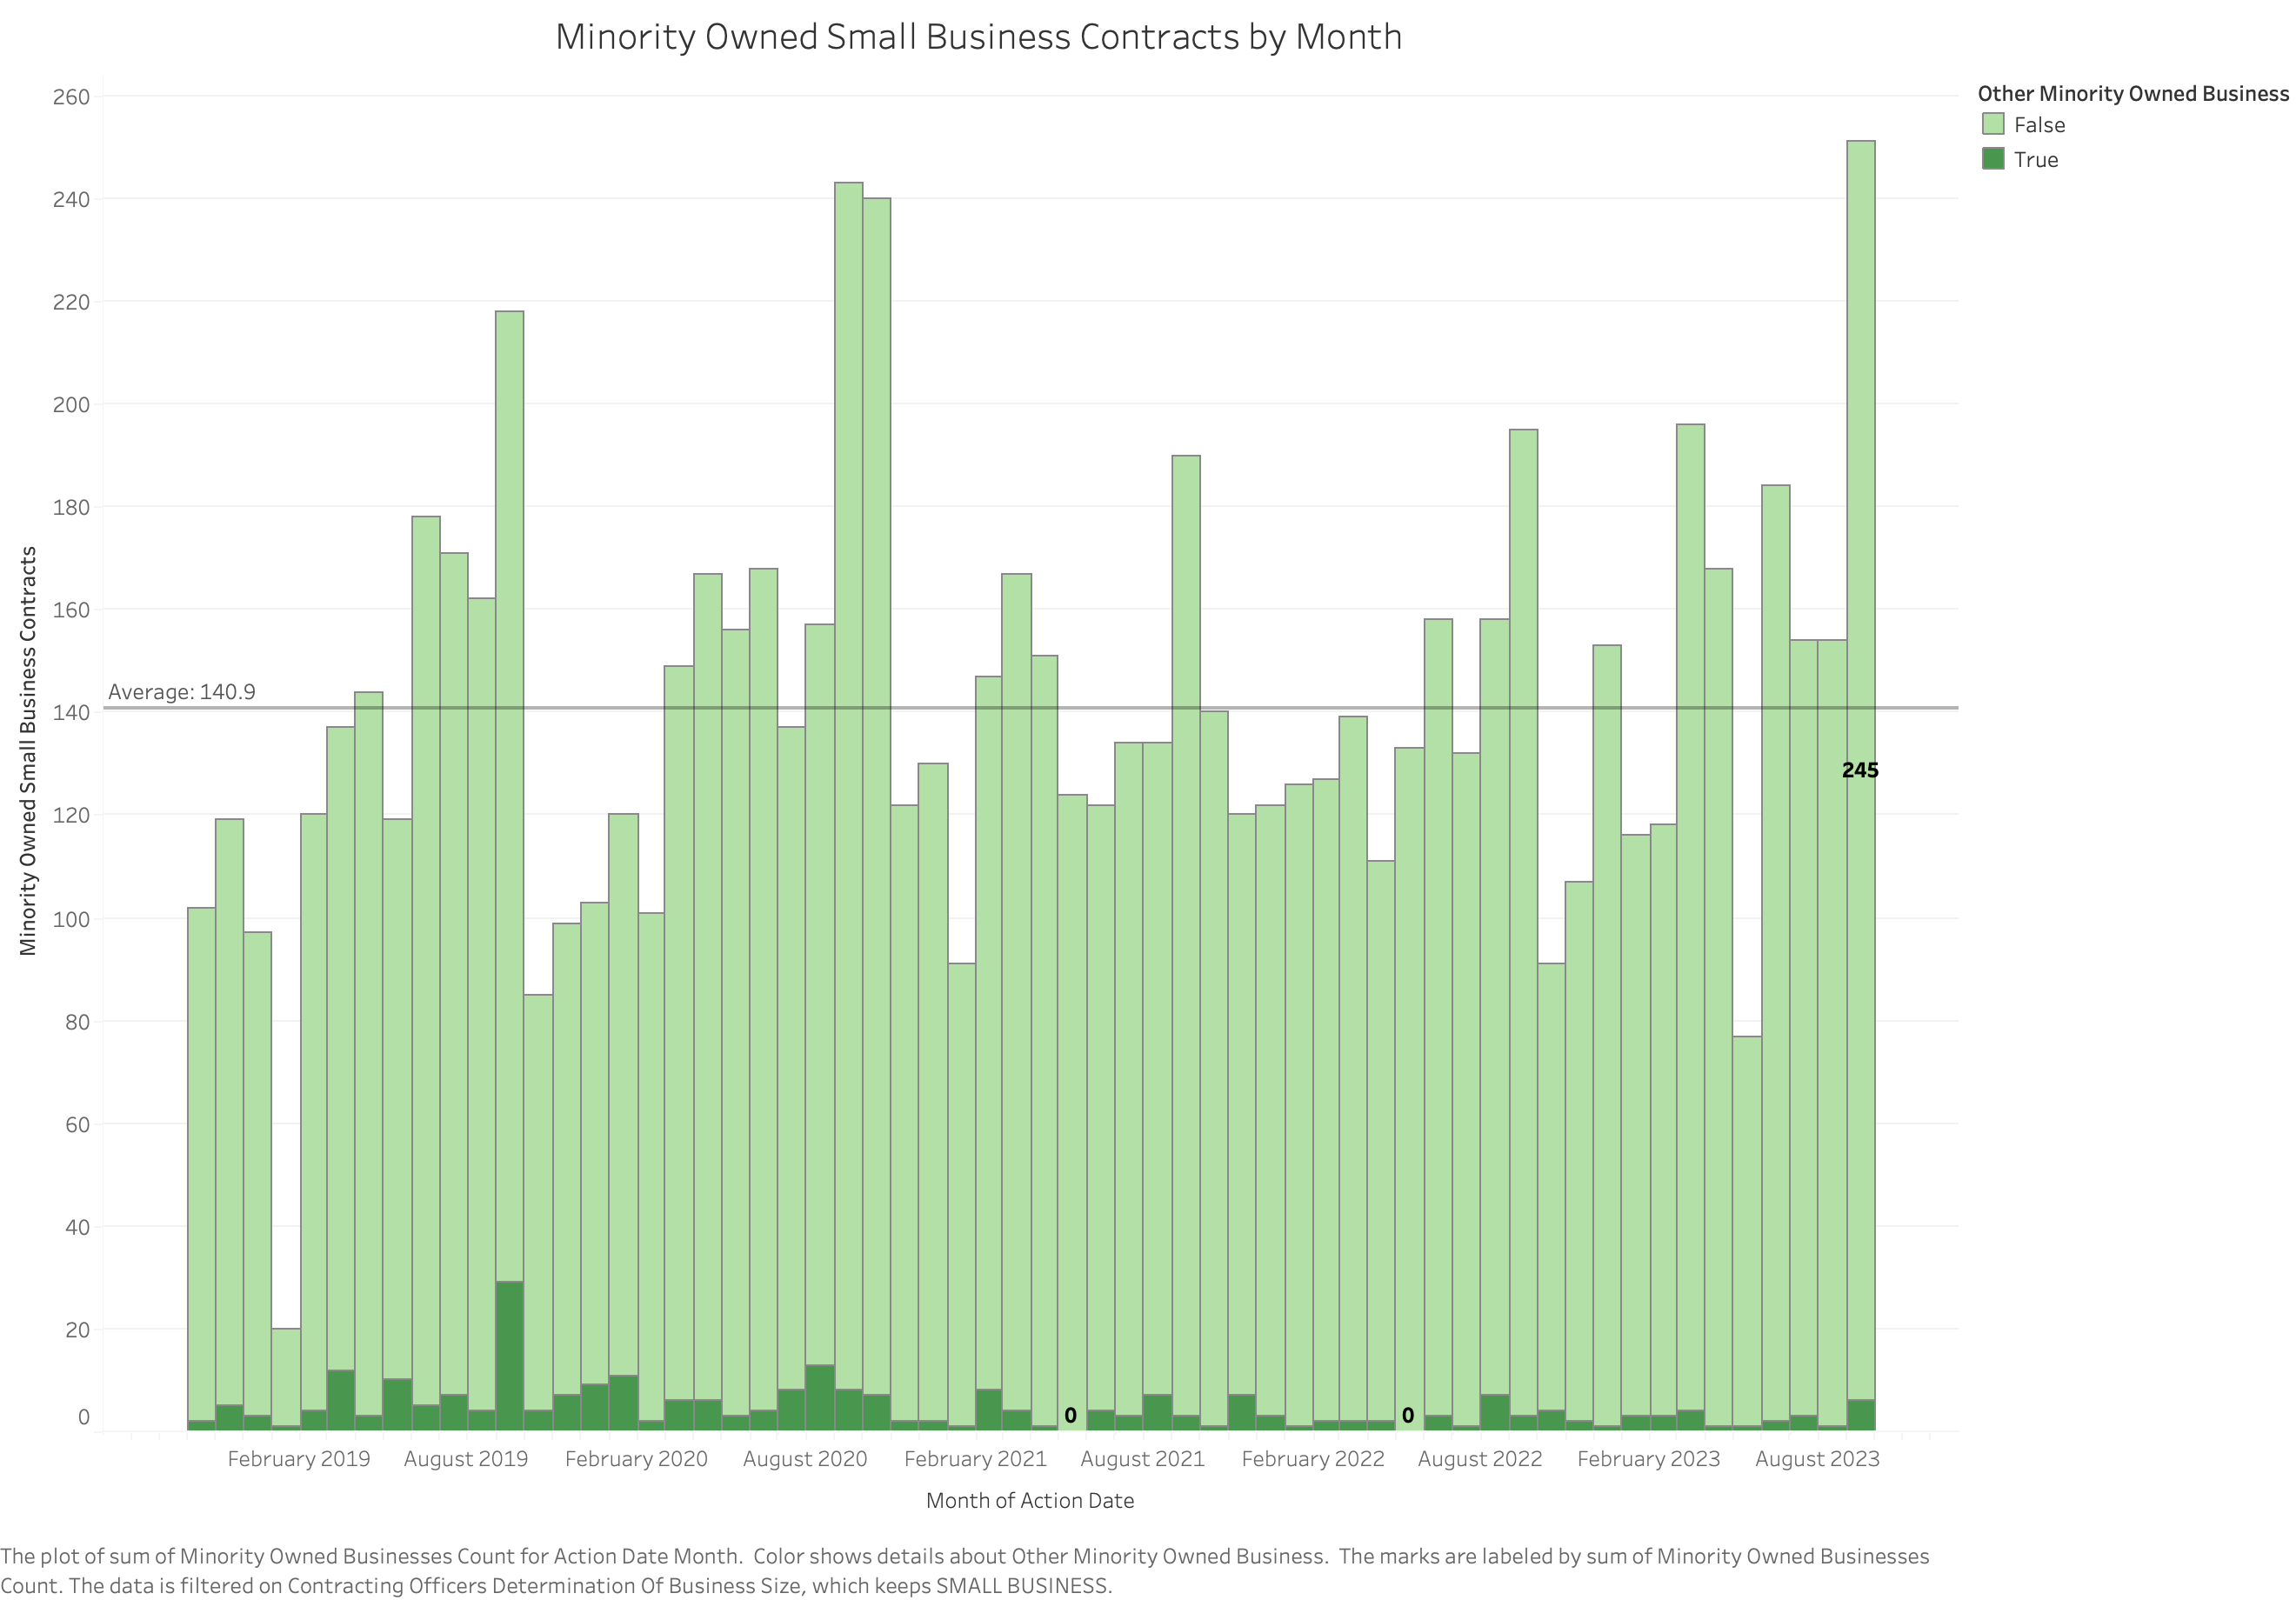 Minority Owned Small Business Contracts by Month
Other Minority Owned Business
False
True
Minority Owned Small Business Contracts
260
240
220
200
180
160
140
120
100
80
60
40
20
0
Average: 140.9
245
0
0
February 2019
August 2019
February 2020
August 2020
February 2021
August 2021
February 2022
August 2022
February 2023
August 2023
Month of Action Date
The plot of sum of Minority Owned Businesses Count for Action Date Month.  Color shows details about Other Minority Owned Business.  The marks are labeled by sum of Minority Owned Businesses
Count. The data is filtered on Contracting Officers Determination Of Business Size, which keeps SMALL BUSINESS.